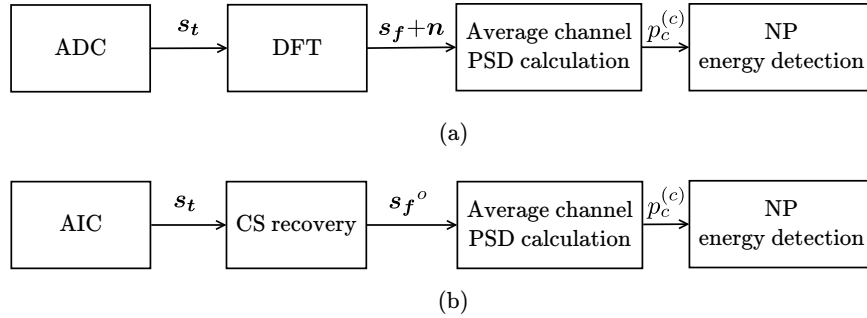 ADC
s_t
DFT
s_f+n
Average channel
PSD calculation
p_c^{(c)}
NP
energy detection
(a)
AIC
s_t
CS recovery
s_f^o
Average channel
PSD calculation
p_c^{(c)}
NP
energy detection
(b)